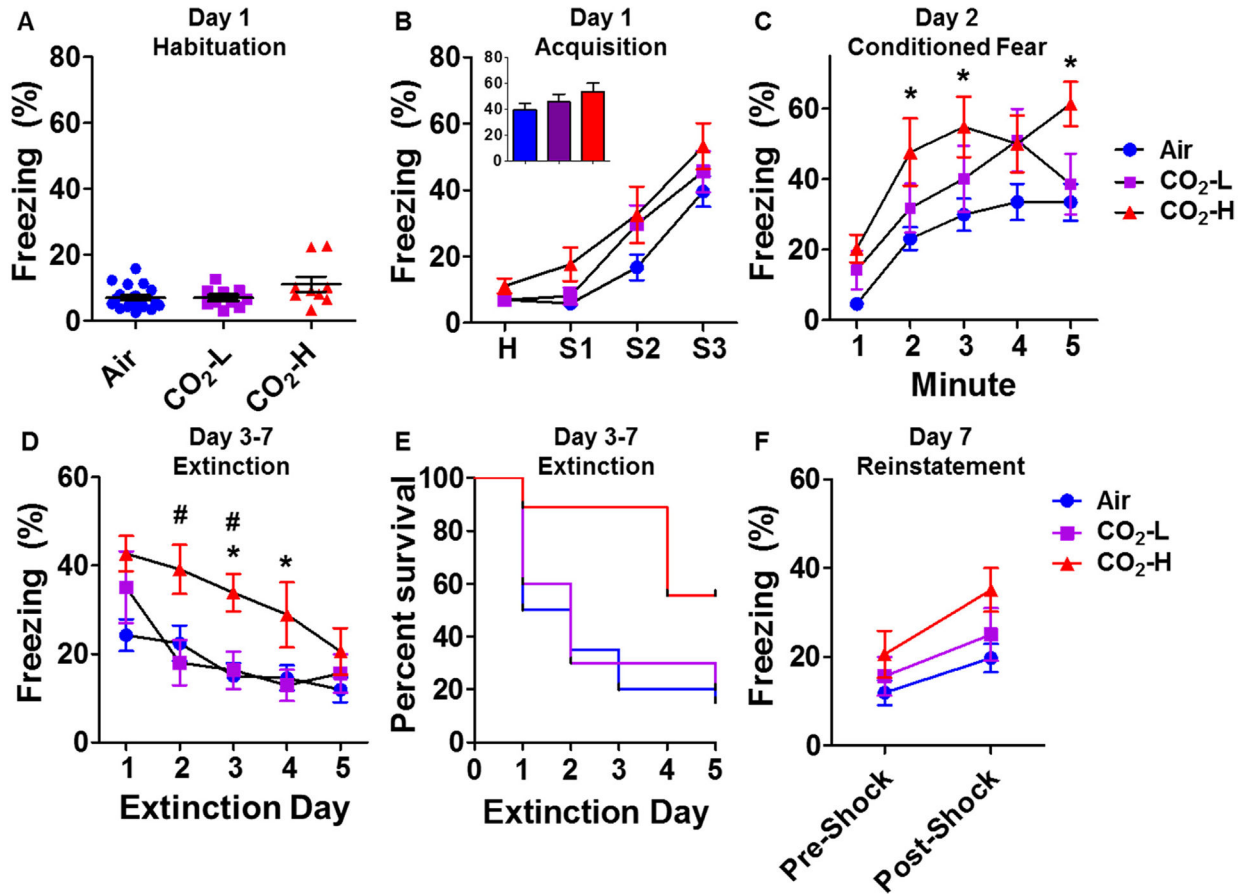 A
Day 1
Habituation
Freezing (%)
80
60
40
20
0
Air
CO₂-L
CO₂-H
B
Day 1
Acquisition
Freezing (%)
80
60
40
20
0
80
60
40
20
0
H S1 S2 S3
C
Day 2
Conditioned Fear
Freezing (%)
60
40
20
0
* * *
1 2 3 4 5
Minute
Air
CO₂-L
CO₂-H
D
Day 3-7
Extinction
Freezing (%)
60
40
20
0
# #
* *
1 2 3 4 5
Extinction Day
E
Day 3-7
Extinction
Percent survival
100
80
60
40
20
0
0 1 2 3 4 5
Extinction Day
F
Day 7
Reinstatement
Freezing (%)
60
40
20
0
Pre-Shock
Post-Shock
Air
CO₂-L
CO₂-H